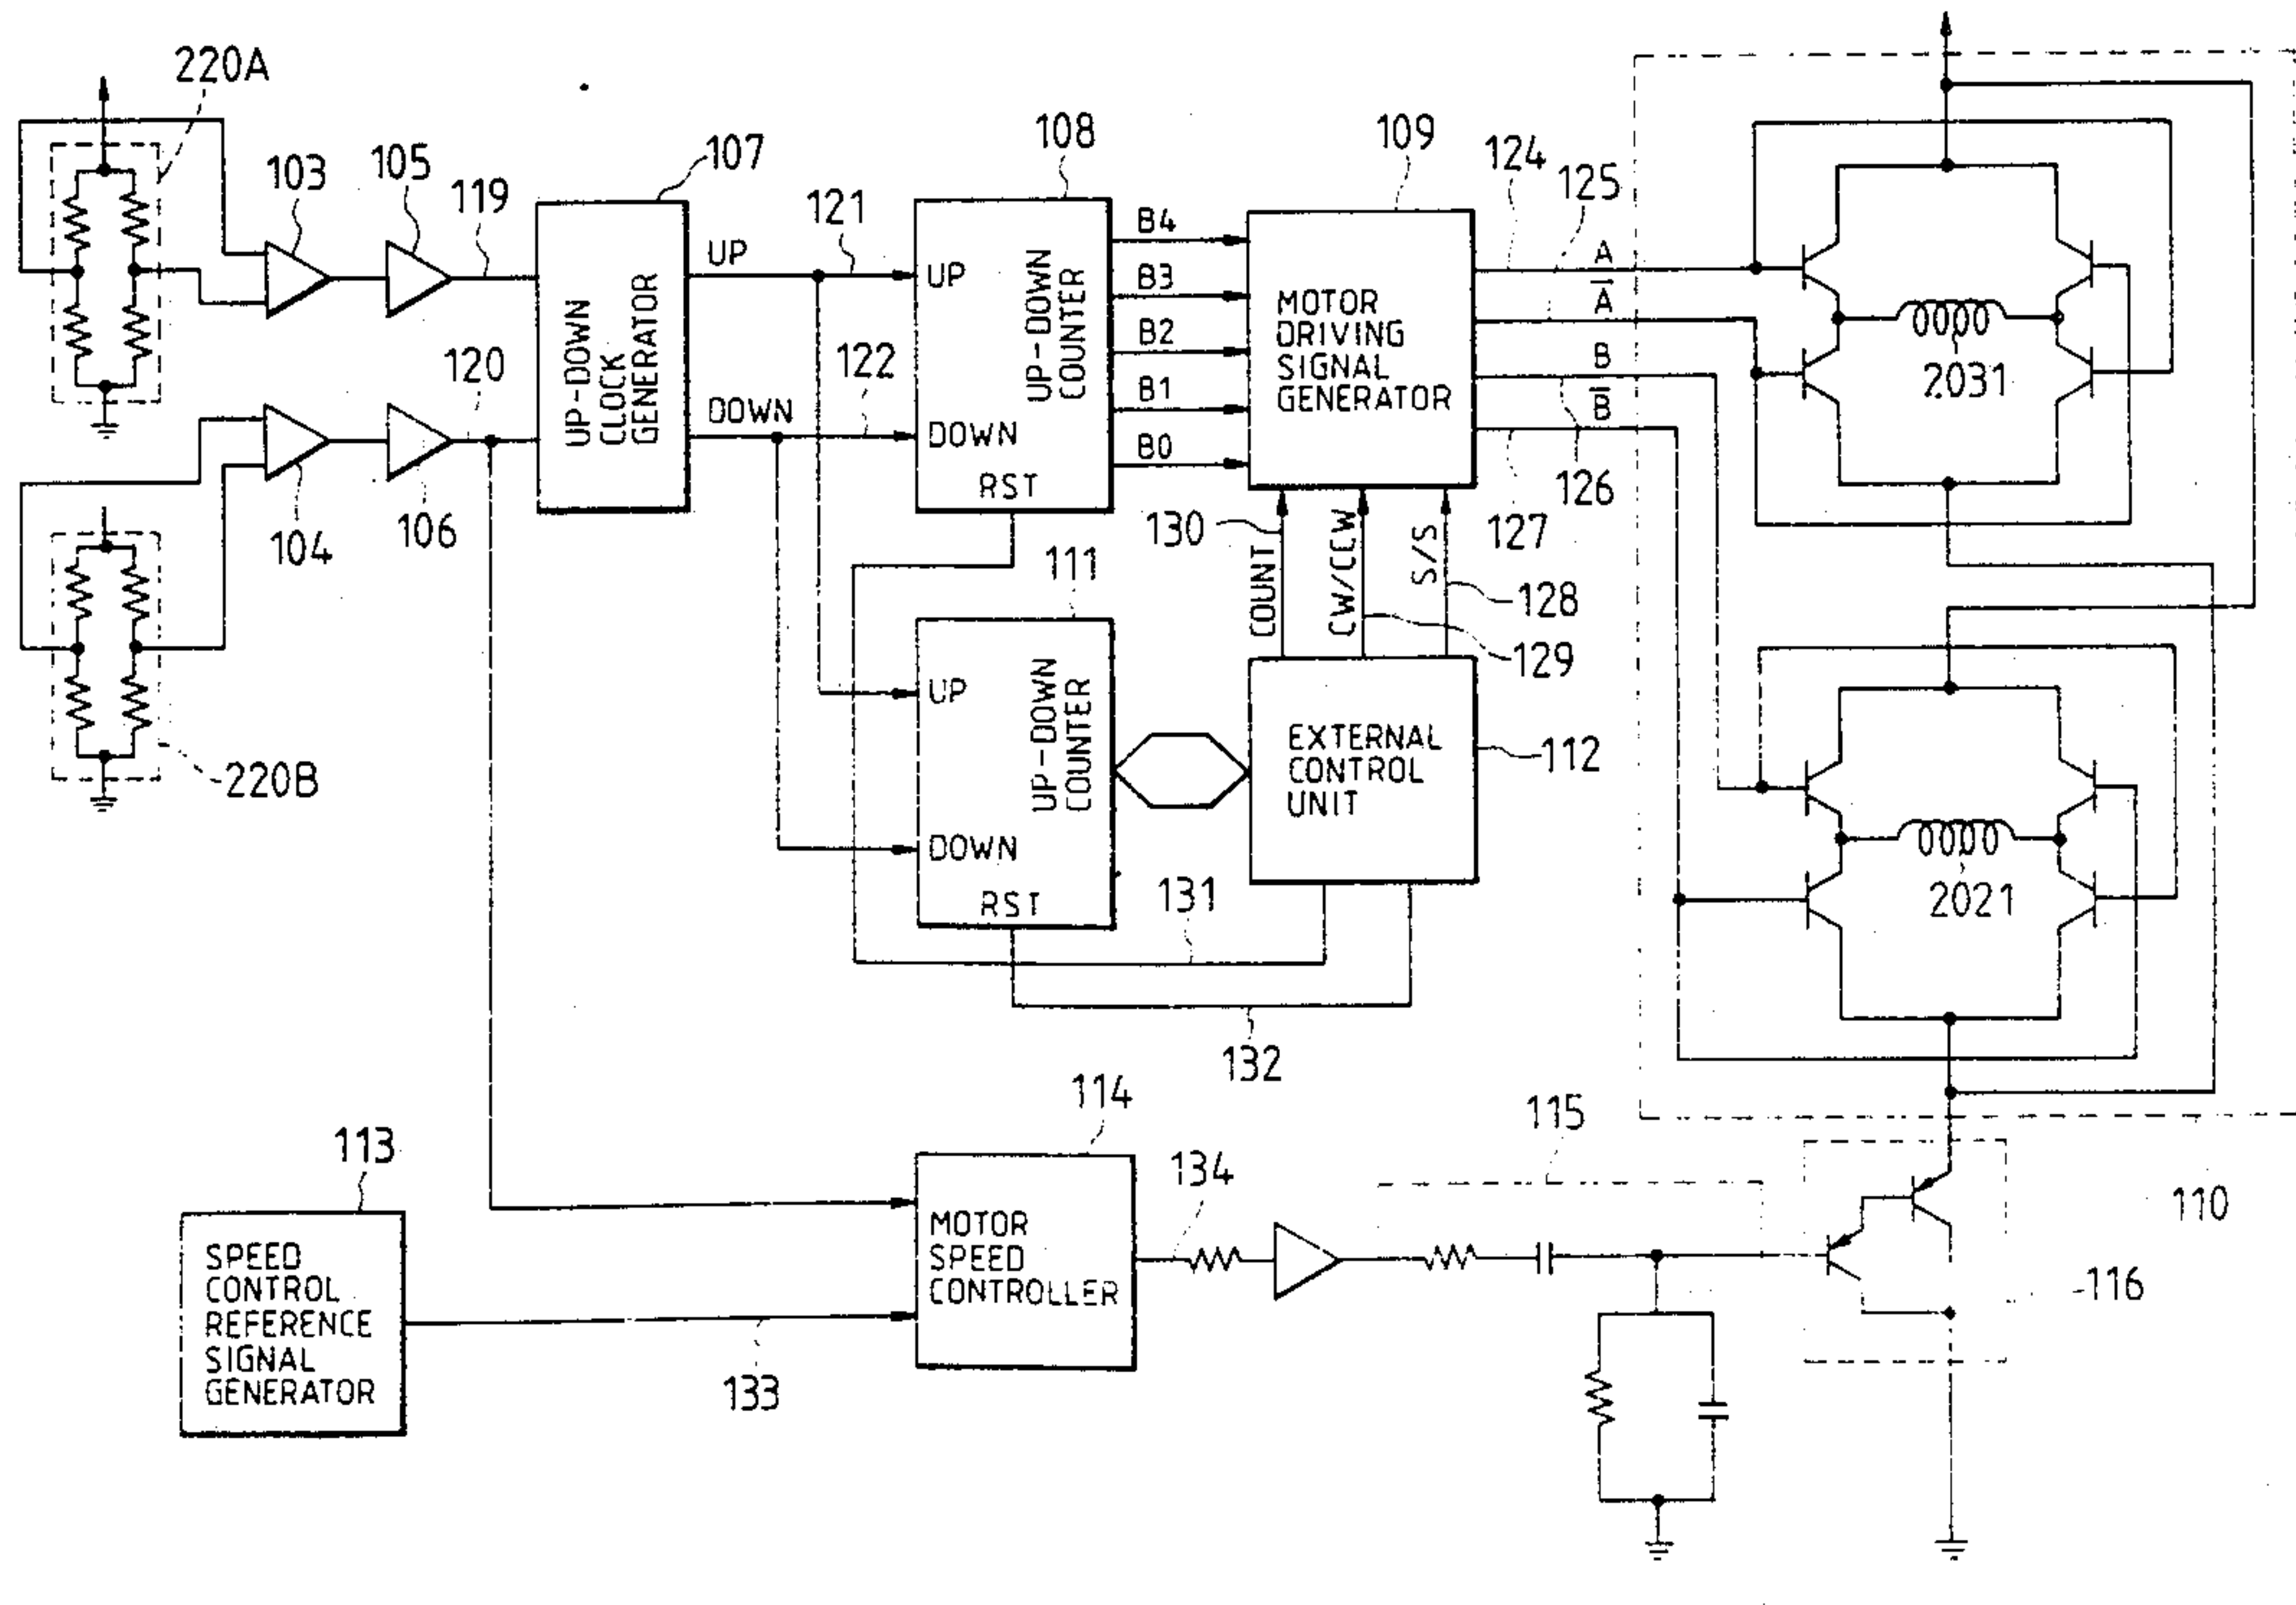 220A
103
105
119
107
UP-DOWN
CLOCK
GENERATOR
UP
DOWN
121
122
108
UP
DOWN
RST
UP-DOWN
COUNTER
B4
B3
B2
B1
B0
109
MOTOR
DRIVING
SIGNAL
GENERATOR
124
125
A
A̅
B
B̅
126
127
2031
120
104
106
220B
130
COUNT
CW/CCW
S/S
128
129
111
UP
DOWN
RST
UP-DOWN
COUNTER
EXTERNAL
CONTROL
UNIT
112
131
132
2021
113
SPEED
CONTROL
REFERENCE
SIGNAL
GENERATOR
133
114
MOTOR
SPEED
CONTROLLER
134
115
110
116